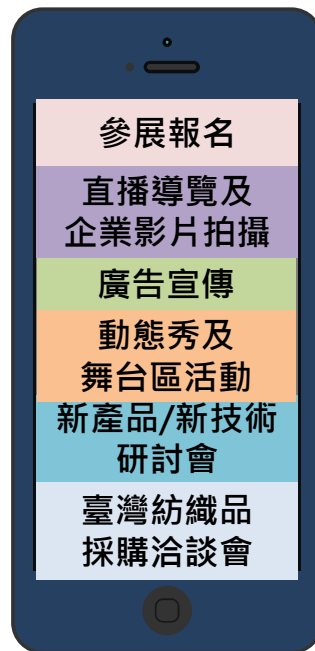 參展報名
直播導覽及
企業影片拍攝
廣告宣傳
動態秀及
舞台區活動
新產品/新技術
研討會
臺灣紡織品
採購洽談會